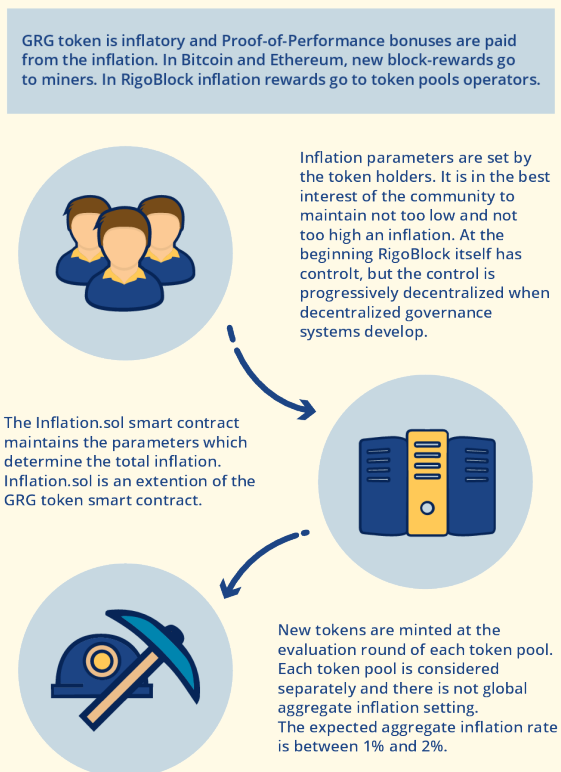 GRG token is inflatory and Proof-of-Performance bonuses are paid
from the inflation. In Bitcoin and Ethereum, new block-rewards go
to miners. In RigoBlock inflation rewards go to token pools operators.
Inflation parameters are set by
the token holders. It is in the best
interest of the community to
maintain not too low and not
too high an inflation. At the
beginning RigoBlock itself has
controlt, but the control is
progressively decentralized when
decentralized governance
systems develop.
The Inflation.sol smart contract
maintains the parameters which
determine the total inflation.
Inflation.sol is an extention of the
GRG token smart contract.
New tokens are minted at the
evaluation round of each token pool.
Each token pool is considered
separately and there is not global
aggregate inflation setting.
The expected aggregate inflation rate
is between 1% and 2%.